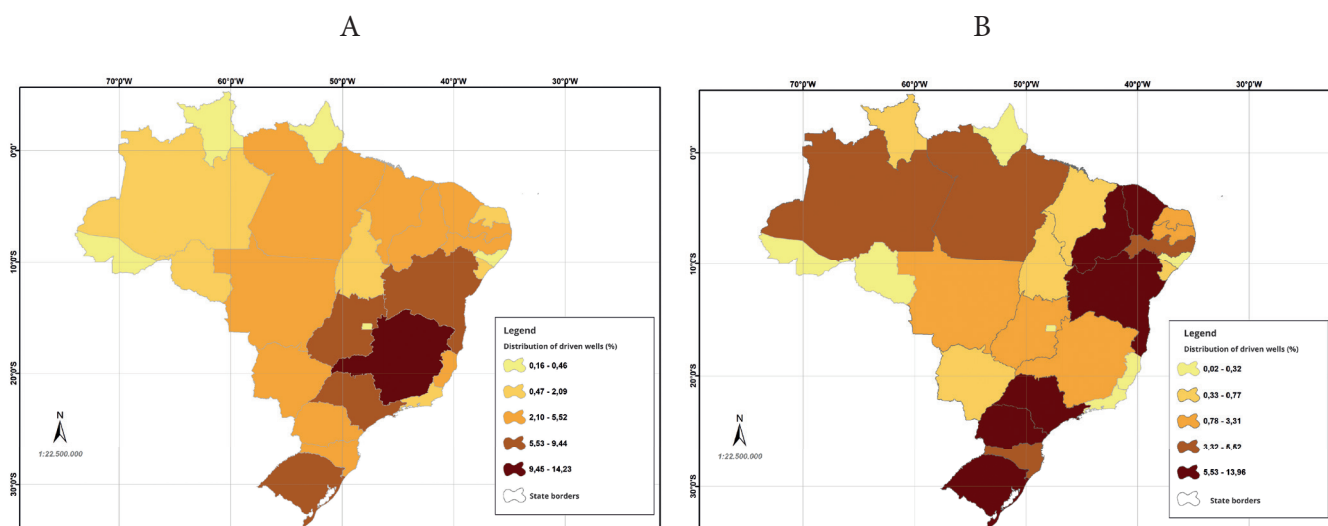 A
70°0'W 60°0'W 50°0'W 40°0'W 30°0'W
0°
10°0'S
20°0'S
30°0'S
N
1:22.500.000
Legend
Distribution of driven wells (%)
0,16 - 0,46
0,47 - 2,09
2,10 - 5,52
5,53 - 9,44
9,45 - 14,23
State borders
B
70°0'W 60°0'W 50°0'W 40°0'W 30°0'W
0°
10°0'S
20°0'S
30°0'S
N
1:22.500.000
Legend
Distribution of driven wells (%)
0,02 - 0,32
0,33 - 0,77
0,78 - 3,31
3,32 - 5,52
5,53 - 13,96
State borders